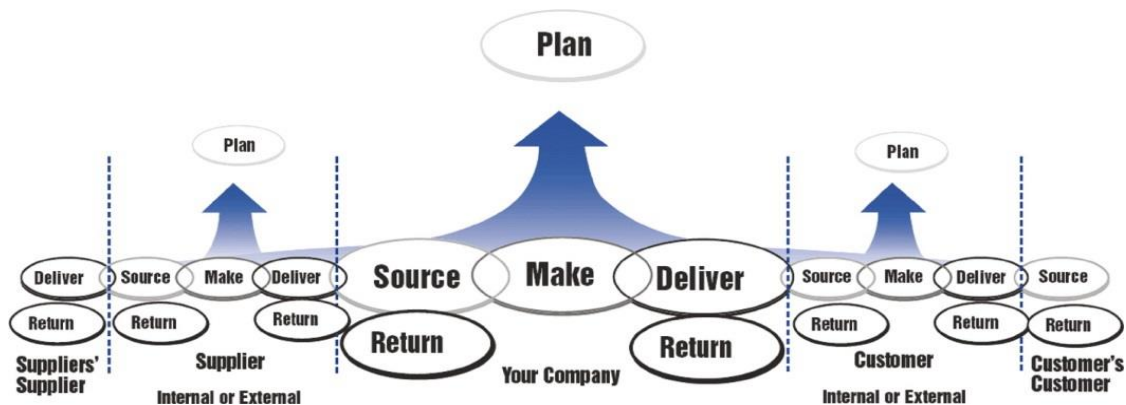 Plan
Plan
Plan
Deliver
Source
Make
Deliver
Source
Make
Deliver
Source
Make
Deliver
Source
Return
Return
Return
Return
Return
Return
Return
Return
Suppliers'
Supplier
Supplier
Internal or External
Your Company
Customer
Internal or External
Customer's
Customer